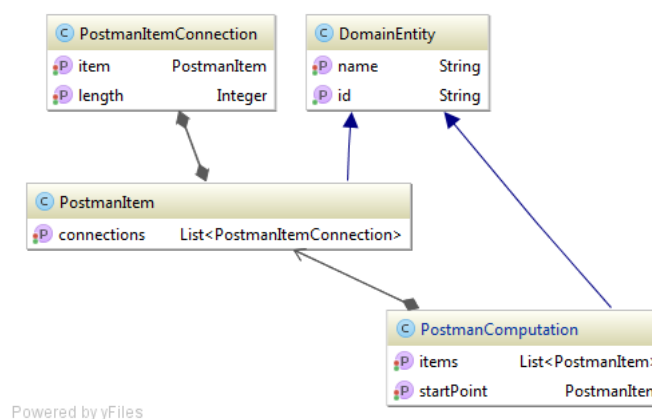 C PostmanItemConnection
P item PostmanItem
P length Integer
C DomainEntity
P name String
P id String
C PostmanItem
P connections List<PostmanItemConnection>
C PostmanComputation
P items List<PostmanItem>
P startPoint PostmanItem
Powered by yFiles